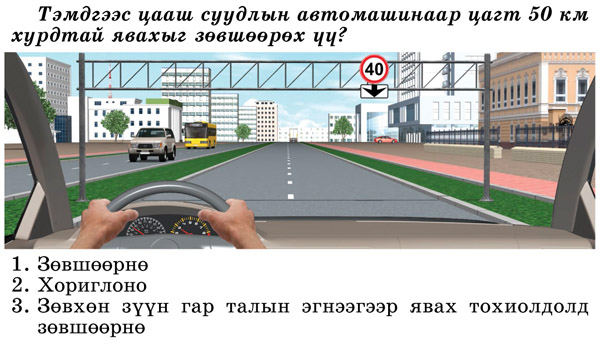 Тэмдгээс цааш суудлын автомашинаар цагт 50 км
хурдтай явахыг зөвшөөрөх үү?
40
1. Зөвшөөрнө
2. Хориглоно
3. Зөвхөн зүүн гар талын эгнээгээр явах тохиолдолд
зөвшөөрнө